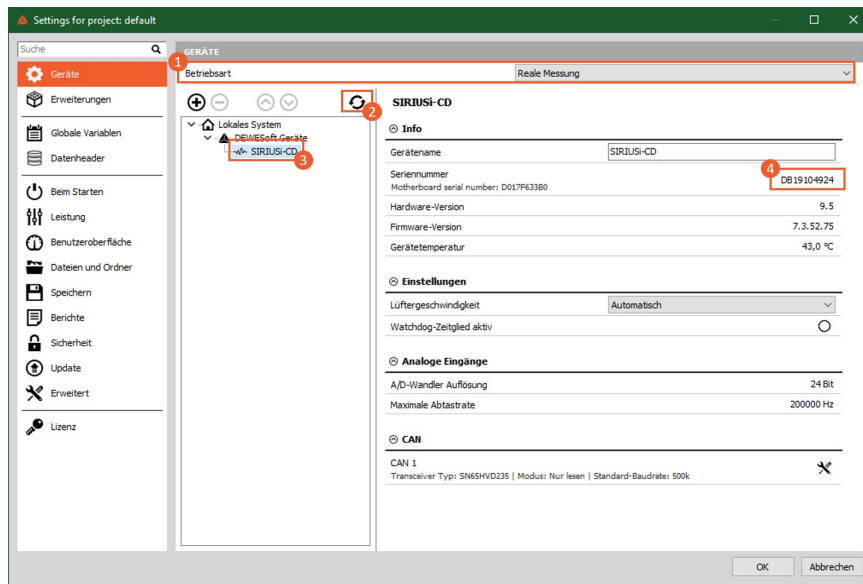 Settings for project: default
Suche
GERÄTE
1
Betriebsart
Reale Messung
Geräte
Erweiterungen
Globale Variablen
Datenheader
Beim Starten
Leistung
Benutzeroberfläche
Dateien und Ordner
Speichern
Berichte
Sicherheit
Update
Erweitert
Lizenz
2
Lokales System
DEWESoft Geräte
SIRIUSi-CD
3
SIRIUSi-CD
Info
Gerätename
SIRIUSi-CD
Seriennummer
4
DB19104924
Motherboard serial number: D017F633B0
Hardware-Version
9.5
Firmware-Version
7.3.52.75
Gerätetemperatur
43,0 °C
Einstellungen
Lüftergeschwindigkeit
Automatisch
Watchdog-Zeitglied aktiv
Analoge Eingänge
A/D-Wandler Auflösung
24 Bit
Maximale Abtastrate
200000 Hz
CAN
CAN 1
Transceiver Typ: SN65HVD235 | Modus: Nur lesen | Standard-Baudrate: 500k
OK
Abbrechen